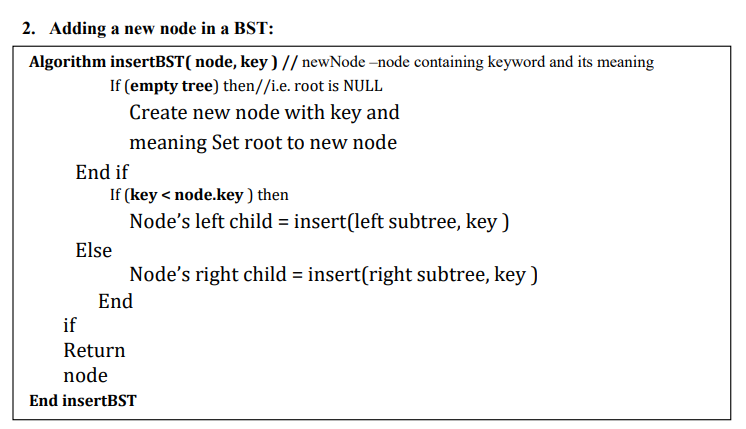 2. Adding a new node in a BST:
Algorithm insertBST( node, key ) // newNode –node containing keyword and its meaning
If (empty tree) then//i.e. root is NULL
Create new node with key and
meaning Set root to new node
End if
If (key < node.key ) then
Node’s left child = insert(left subtree, key )
Else
Node’s right child = insert(right subtree, key )
End
if
Return
node
End insertBST